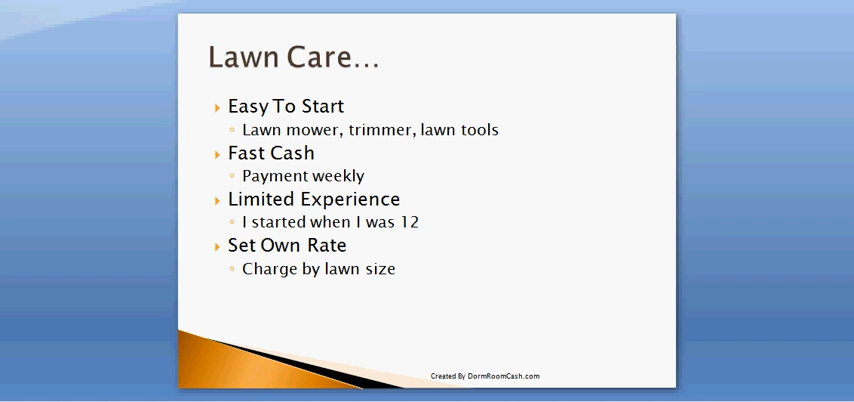 Lawn Care...
Easy To Start
Lawn mower, trimmer, lawn tools
Fast Cash
Payment weekly
Limited Experience
I started when I was 12
Set Own Rate
Charge by lawn size
Created By DormRoomCash.com